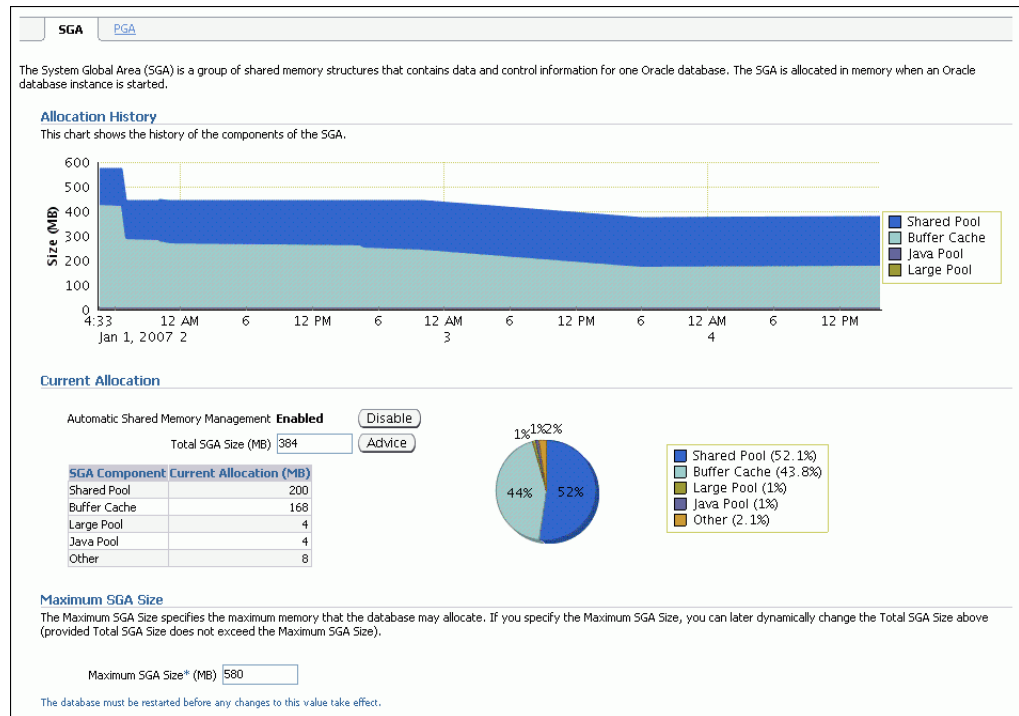 SGA PGA
The System Global Area (SGA) is a group of shared memory structures that contains data and control information for one Oracle database. The SGA is allocated in memory when an Oracle
database instance is started.
Allocation History
This chart shows the history of the components of the SGA.
600
500
400
300
200
100
0
Size (MB)
4:33 12 AM 6 12 PM 6 12 AM 6 12 PM 6 12 AM 6 12 PM
Jan 1, 2007 2 3 4
Shared Pool
Buffer Cache
Java Pool
Large Pool
Current Allocation
Automatic Shared Memory Management Enabled Disable
Total SGA Size (MB) 384 Advice
SGA Component Current Allocation (MB)
Shared Pool 200
Buffer Cache 168
Large Pool 4
Java Pool 4
Other 8
1% 1% 2%
44% 52%
Shared Pool (52.1%)
Buffer Cache (43.8%)
Large Pool (1%)
Java Pool (1%)
Other (2.1%)
Maximum SGA Size
The Maximum SGA Size specifies the maximum memory that the database may allocate. If you specify the Maximum SGA Size, you can later dynamically change the Total SGA Size above
(provided Total SGA Size does not exceed the Maximum SGA Size).
Maximum SGA Size* (MB) 580
The database must be restarted before any changes to this value take effect.